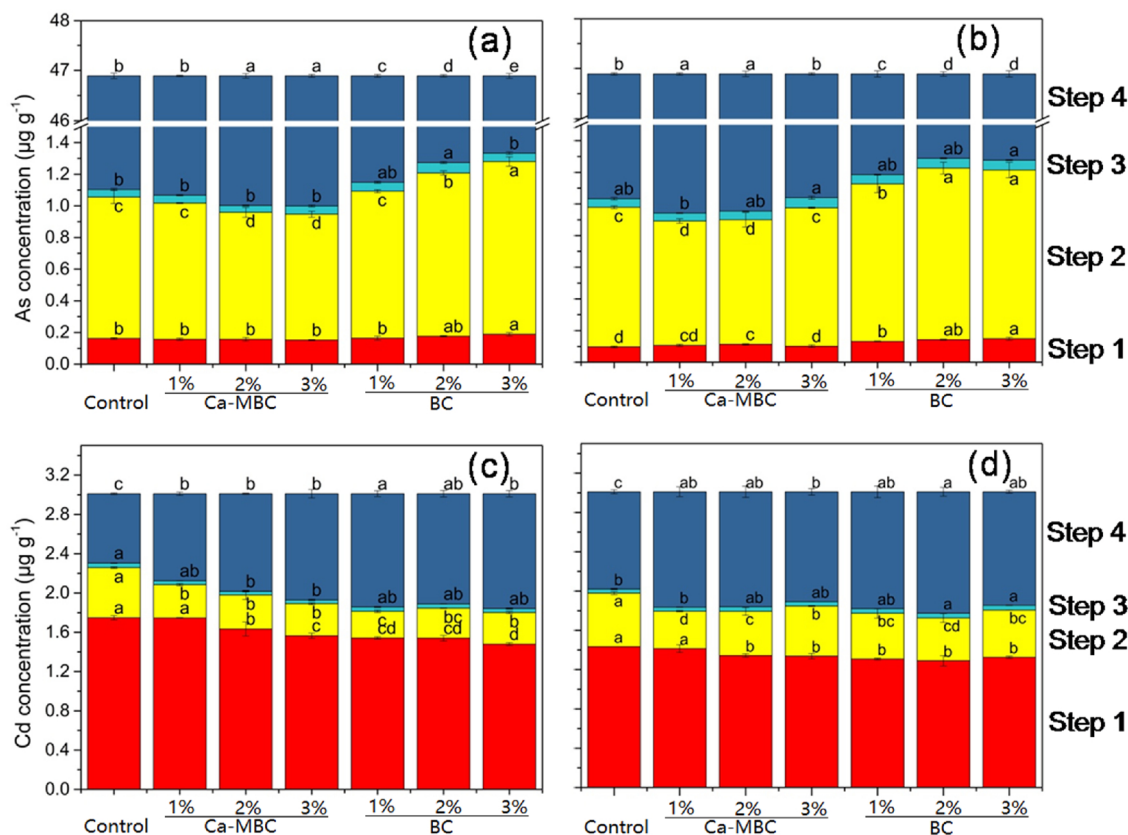 (a)
(b)
As concentration (µg g⁻¹)
48
47
46
1.4
1.2
1.0
0.8
0.6
0.4
0.2
0.0
b b a a c d e
b b b b ab a b
c c d d c b a
b b b b b ab a
b a a b c d d
ab b ab a ab ab a
c d d c b a a
d cd c d b ab a
Step 4
Step 3
Step 2
Step 1
Control 1% 2% 3% 1% 2% 3%
Ca-MBC BC
Control 1% 2% 3% 1% 2% 3%
Ca-MBC BC
(c)
(d)
Cd concentration (µg g⁻¹)
3.2
2.8
2.4
2.0
1.6
1.2
0.8
0.4
0.0
c b b b a ab b
a ab b b ab ab ab
a b b b c bc b
a a b c cd cd d
c ab ab b ab a ab
b b ab ab ab a ab
a d c b bc cd bc
a a b b b b b
Step 4
Step 3
Step 2
Step 1
Control 1% 2% 3% 1% 2% 3%
Ca-MBC BC
Control 1% 2% 3% 1% 2% 3%
Ca-MBC BC